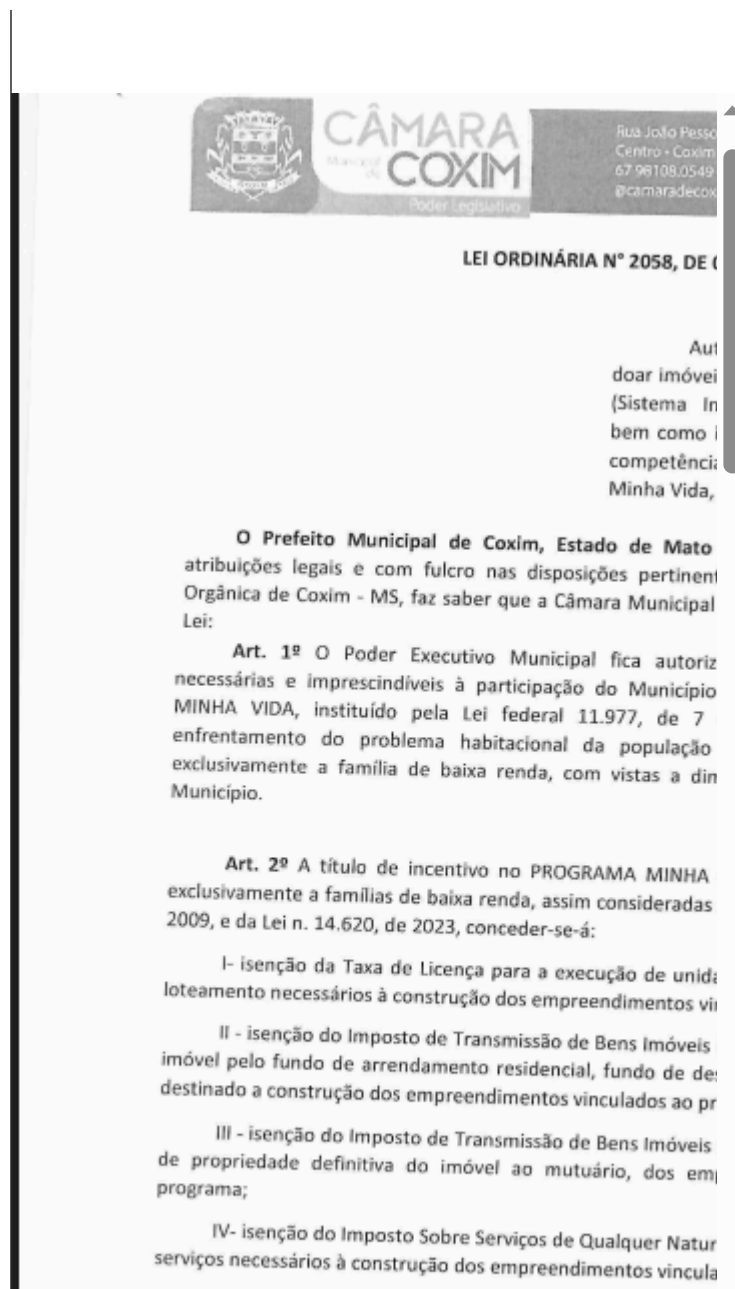 CÂMARA
Municipal de
COXIM
Poder Legislativo
Rua João Pesso
Centro - Coxim
67 98108.0549
@camaradecox
LEI ORDINÁRIA N° 2058, DE
Aut
doar imóvei
(Sistema In
bem como i
competência
Minha Vida,
O Prefeito Municipal de Coxim, Estado de Mato
atribuições legais e com fulcro nas disposições pertinent
Orgânica de Coxim - MS, faz saber que a Câmara Municipal
Lei:
Art. 1º O Poder Executivo Municipal fica autoriz
necessárias e imprescindíveis à participação do Município
MINHA VIDA, instituído pela Lei federal 11.977, de 7
enfrentamento do problema habitacional da população
exclusivamente a família de baixa renda, com vistas a dim
Município.
Art. 2º A título de incentivo no PROGRAMA MINHA
exclusivamente a famílias de baixa renda, assim consideradas
2009, e da Lei n. 14.620, de 2023, conceder-se-á:
I- isenção da Taxa de Licença para a execução de unida
loteamento necessários à construção dos empreendimentos vin
II - isenção do Imposto de Transmissão de Bens Imóveis
imóvel pelo fundo de arrendamento residencial, fundo de des
destinado a construção dos empreendimentos vinculados ao pr
III - isenção do Imposto de Transmissão de Bens Imóveis
de propriedade definitiva do imóvel ao mutuário, dos emp
programa;
IV- isenção do Imposto Sobre Serviços de Qualquer Natur
serviços necessários à construção dos empreendimentos vincula